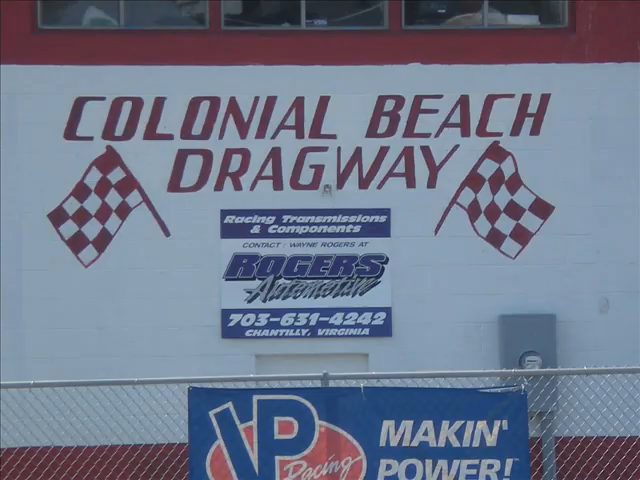 COLONIAL BEACH
DRAGWAY
Racing Transmissions
& Components
CONTACT : WAYNE ROGERS AT
ROGERS
Automotive
703-631-4242
CHANTILLY, VIRGINIA
VP
Racing
MAKIN'
POWER!